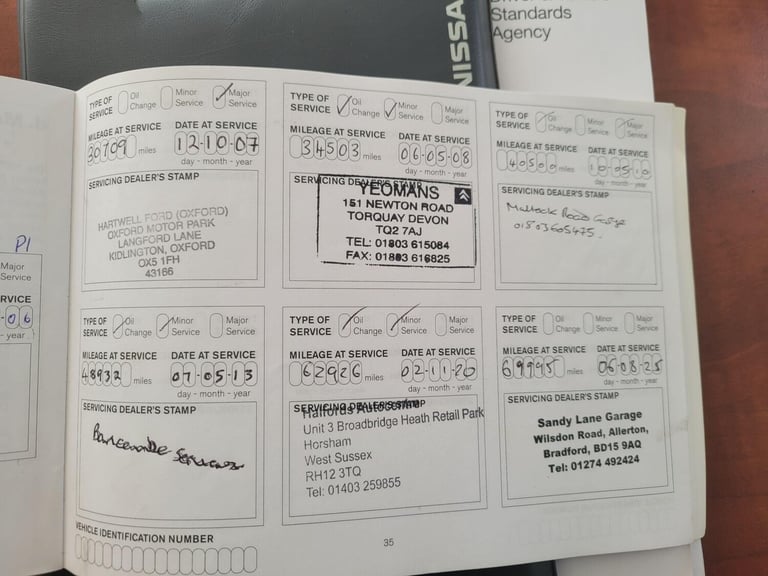 NISSA
Standards
Agency
P1
Major
Service
RVICE
-06
- year
TYPE OF SERVICE Oil Change Minor Service ✓ Major Service
MILEAGE AT SERVICE DATE AT SERVICE
30709 miles 12-10-07
day - month - year
SERVICING DEALER'S STAMP
HARTWELL FORD (OXFORD)
OXFORD MOTOR PARK
LANGFORD LANE
KIDLINGTON, OXFORD
OX5 1FH
43166
TYPE OF SERVICE ✓ Oil Change ✓ Minor Service Major Service
MILEAGE AT SERVICE DATE AT SERVICE
34503 miles 06-05-08
day - month - year
SERVICING DEALER'S STAMP
YEOMANS
151 NEWTON ROAD
TORQUAY DEVON
TQ2 7AJ
TEL: 01803 615084
FAX: 01803 616825
TYPE OF SERVICE Oil Change Minor Service Major Service
MILEAGE AT SERVICE DATE AT SERVICE
40500 miles 10-05-10
day - month - year
SERVICING DEALER'S STAMP
Road Garage
01803605475.
TYPE OF SERVICE Oil Change Minor Service Major Service
MILEAGE AT SERVICE DATE AT SERVICE
48932 miles 07-05-13
day - month - year
SERVICING DEALER'S STAMP
TYPE OF SERVICE Oil Change Minor Service Major Service
MILEAGE AT SERVICE DATE AT SERVICE
62926 miles 02-11-20
day - month - year
SERVICING DEALER'S STAMP
Halfords Autocentre
Unit 3 Broadbridge Heath Retail Park
Horsham
West Sussex
RH12 3TQ
Tel: 01403 259855
TYPE OF SERVICE Oil Change Minor Service Major Service
MILEAGE AT SERVICE DATE AT SERVICE
69995 miles 06-08-25
day - month - year
SERVICING DEALER'S STAMP
Sandy Lane Garage
Wilsdon Road, Allerton,
Bradford, BD15 9AQ
Tel: 01274 492424
VEHICLE IDENTIFICATION NUMBER
35